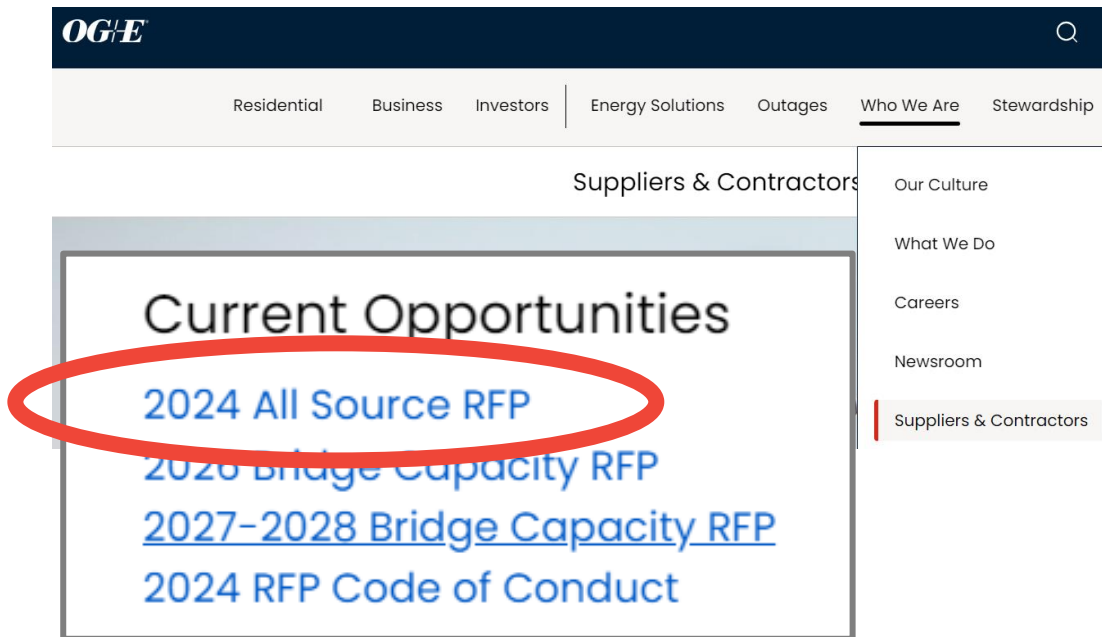 OG&E
Residential Business Investors Energy Solutions Outages Who We Are Stewardship
Suppliers & Contractors
Our Culture
What We Do
Careers
Newsroom
Suppliers & Contractors
Current Opportunities
2024 All Source RFP
2026 Bridge Capacity RFP
2027-2028 Bridge Capacity RFP
2024 RFP Code of Conduct